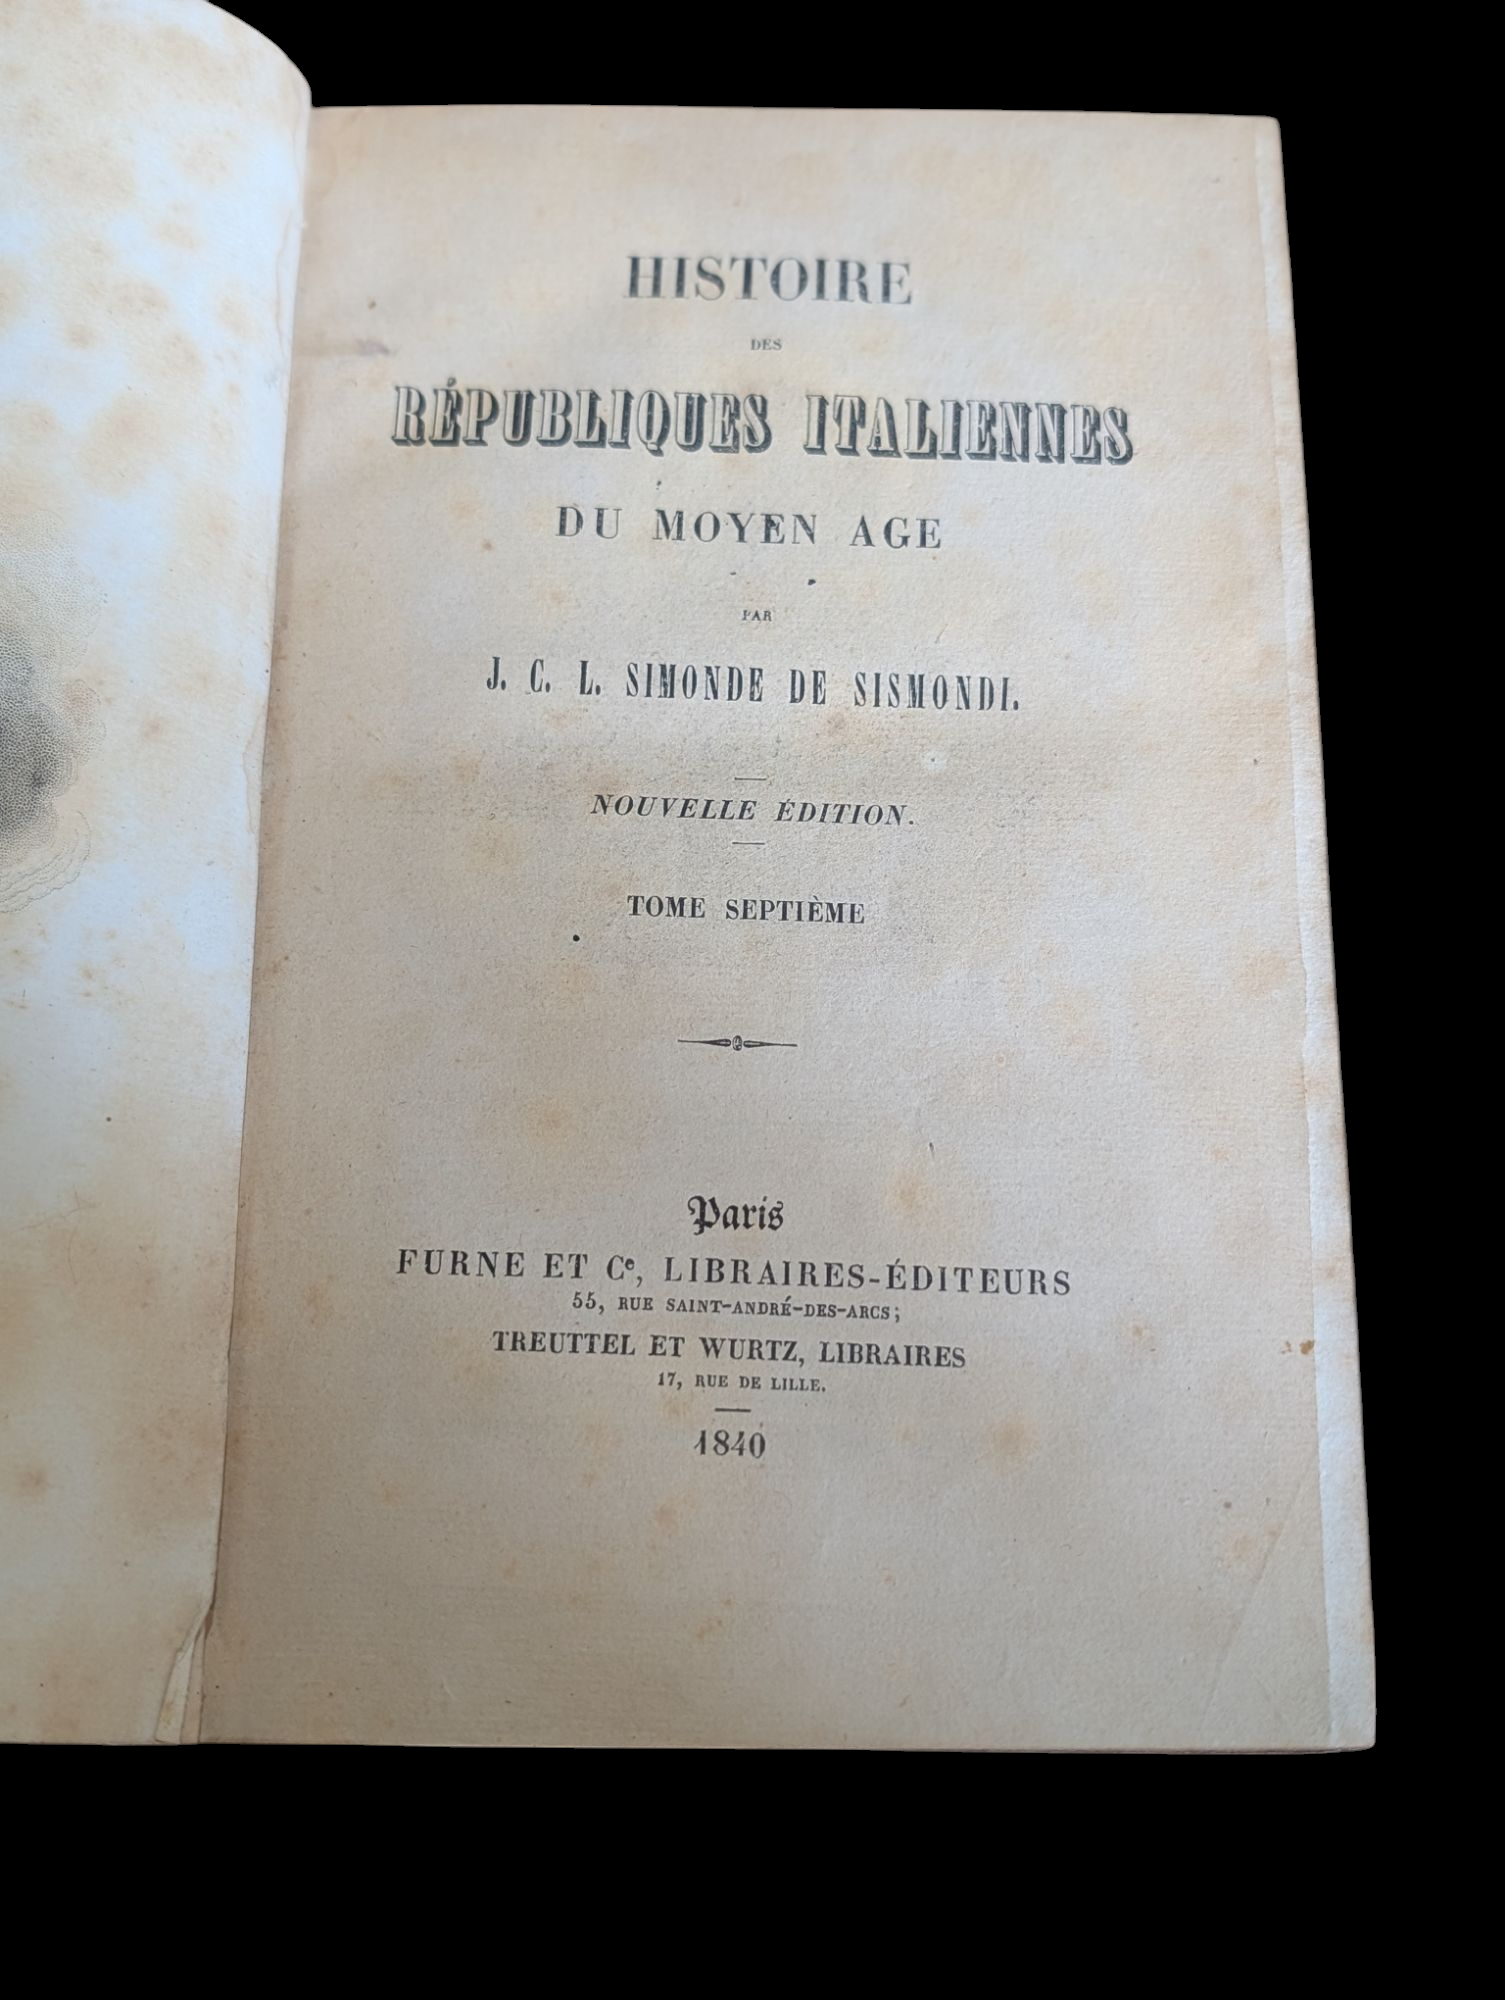 HISTOIRE
DES
RÉPUBLIQUES ITALIENNES
DU MOYEN AGE
PAR
J. C. L. SIMONDE DE SISMONDI.
NOUVELLE ÉDITION.
TOME SEPTIÈME
Paris
FURNE ET Cᵉ, LIBRAIRES-ÉDITEURS
55, RUE SAINT-ANDRÉ-DES-ARCS;
TREUTTEL ET WURTZ, LIBRAIRES
17, RUE DE LILLE.
1840